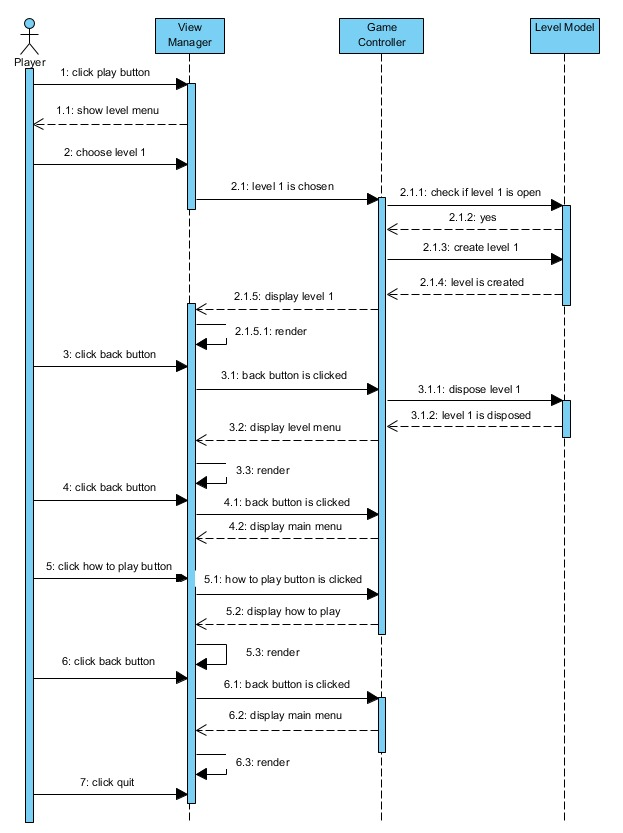 View
Manager
Game
Controller
Level Model
Player
1: click play button
1.1: show level menu
2: choose level 1
2.1: level 1 is chosen
2.1.1: check if level 1 is open
2.1.2: yes
2.1.3: create level 1
2.1.4: level is created
2.1.5: display level 1
2.1.5.1: render
3: click back button
3.1: back button is clicked
3.1.1: dispose level 1
3.1.2: level 1 is disposed
3.2: display level menu
3.3: render
4: click back button
4.1: back button is clicked
4.2: display main menu
5: click how to play button
5.1: how to play button is clicked
5.2: display how to play
5.3: render
6: click back button
6.1: back button is clicked
6.2: display main menu
6.3: render
7: click quit